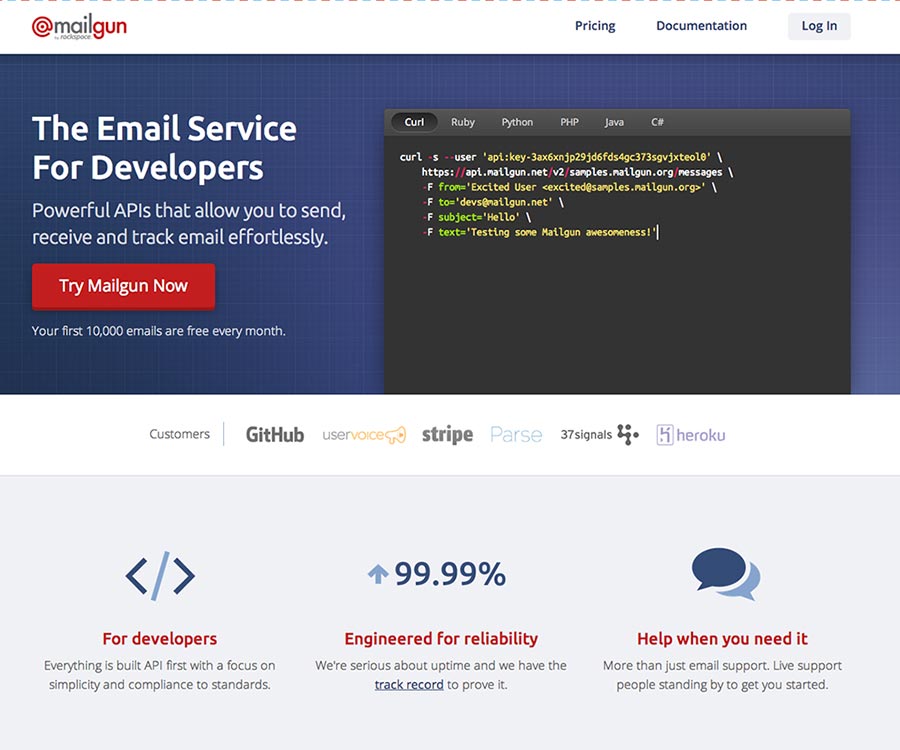 @mailgun
by rackspace
Pricing Documentation Log In
The Email Service
For Developers
Powerful APIs that allow you to send,
receive and track email effortlessly.
Try Mailgun Now
Your first 10,000 emails are free every month.
Curl Ruby Python PHP Java C#
curl -s --user 'api:key-3ax6xnjp29jd6fds4gc373sgvjxteol0' \
https://api.mailgun.net/v2/samples.mailgun.org/messages \
-F from='Excited User <excited@samples.mailgun.org>' \
-F to='devs@mailgun.net' \
-F subject='Hello' \
-F text='Testing some Mailgun awesomeness!'
Customers GitHub uservoice stripe Parse 37signals heroku
</>
99.99%
For developers
Everything is built API first with a focus on
simplicity and compliance to standards.
Engineered for reliability
We're serious about uptime and we have the
track record to prove it.
Help when you need it
More than just email support. Live support
people standing by to get you started.